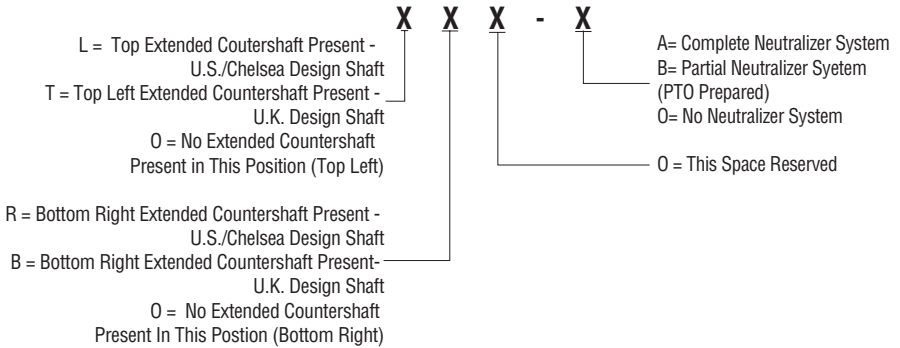 X X X - X
L = Top Extended Coutershaft Present -
U.S./Chelsea Design Shaft
T = Top Left Extended Countershaft Present -
U.K. Design Shaft
O = No Extended Countershaft
Present in This Position (Top Left)
R = Bottom Right Extended Countershaft Present -
U.S./Chelsea Design Shaft
B = Bottom Right Extended Countershaft Present-
U.K. Design Shaft
O = No Extended Countershaft
Present In This Postion (Bottom Right)
A= Complete Neutralizer System
B= Partial Neutralizer Syetem
(PTO Prepared)
O= No Neutralizer System
O = This Space Reserved